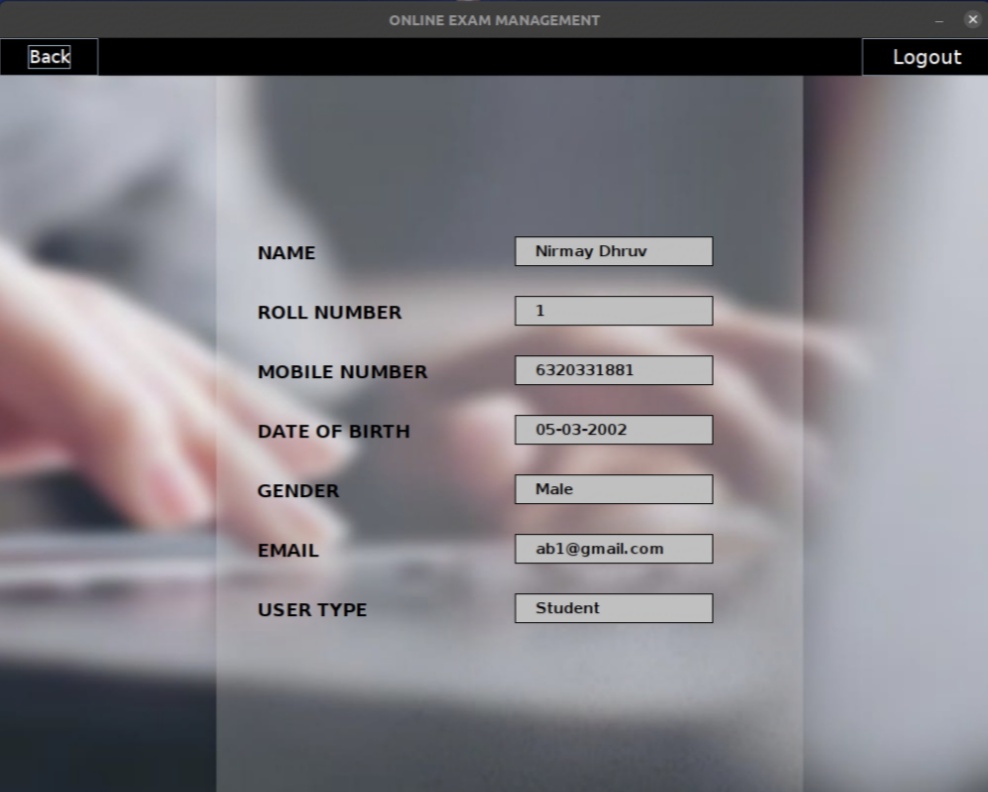 ONLINE EXAM MANAGEMENT
Back Logout
NAME Nirmay Dhruv
ROLL NUMBER 1
MOBILE NUMBER 6320331881
DATE OF BIRTH 05-03-2002
GENDER Male
EMAIL ab1@gmail.com
USER TYPE Student